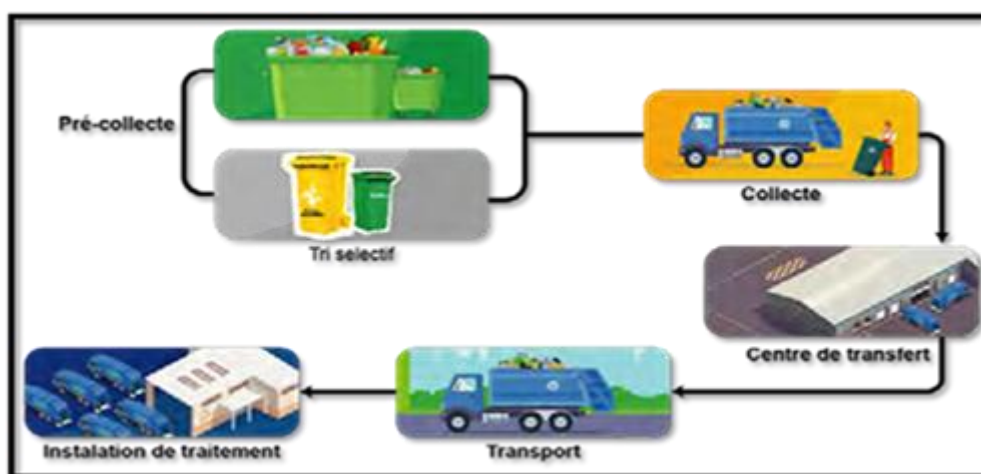 Pré-collecte
Tri selectif
Collecte
Centre de transfert
Transport
Instalation de traitement